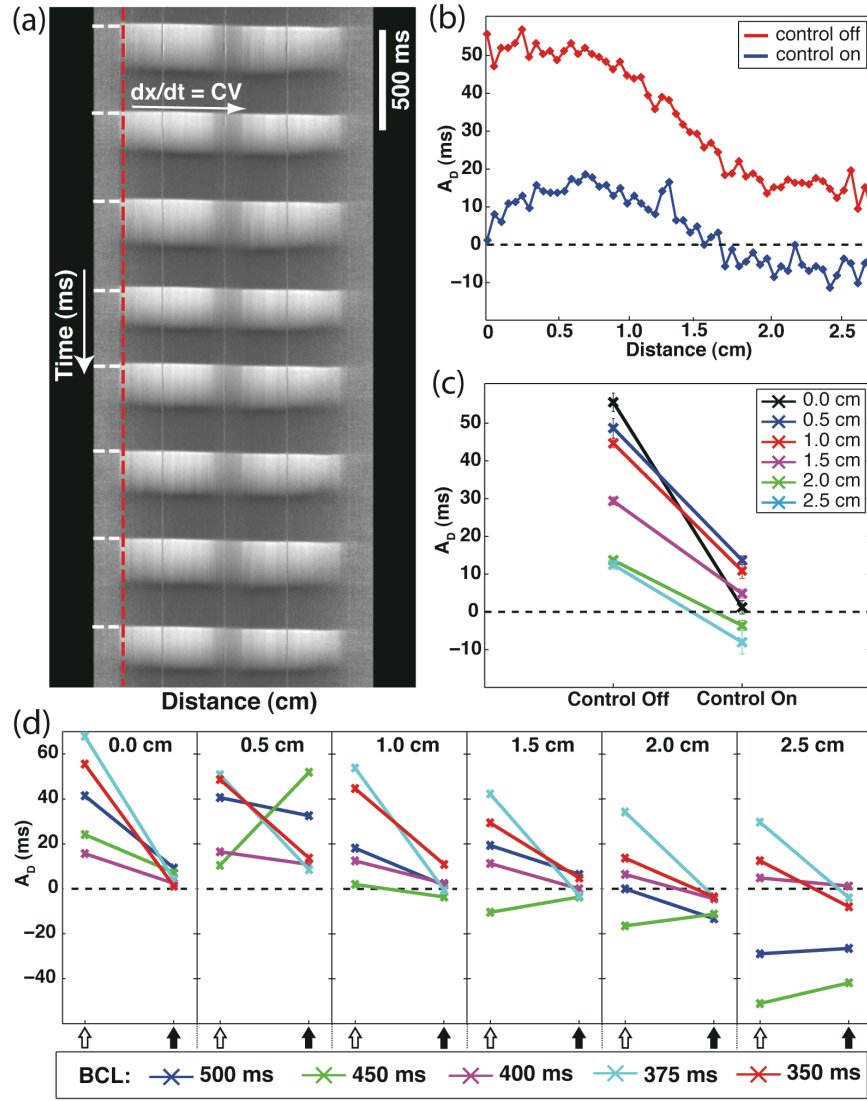 (a)
dx/dt = CV
500 ms
Time (ms)
Distance (cm)
(b)
control off
control on
A_D (ms)
50
40
30
20
10
0
−10
0 0.5 1.0 1.5 2.0 2.5
Distance (cm)
(c)
0.0 cm
0.5 cm
1.0 cm
1.5 cm
2.0 cm
2.5 cm
A_D (ms)
50
40
30
20
10
0
−10
Control Off Control On
(d)
0.0 cm 0.5 cm 1.0 cm 1.5 cm 2.0 cm 2.5 cm
A_D (ms)
60
40
20
0
−20
−40
BCL: 500 ms 450 ms 400 ms 375 ms 350 ms